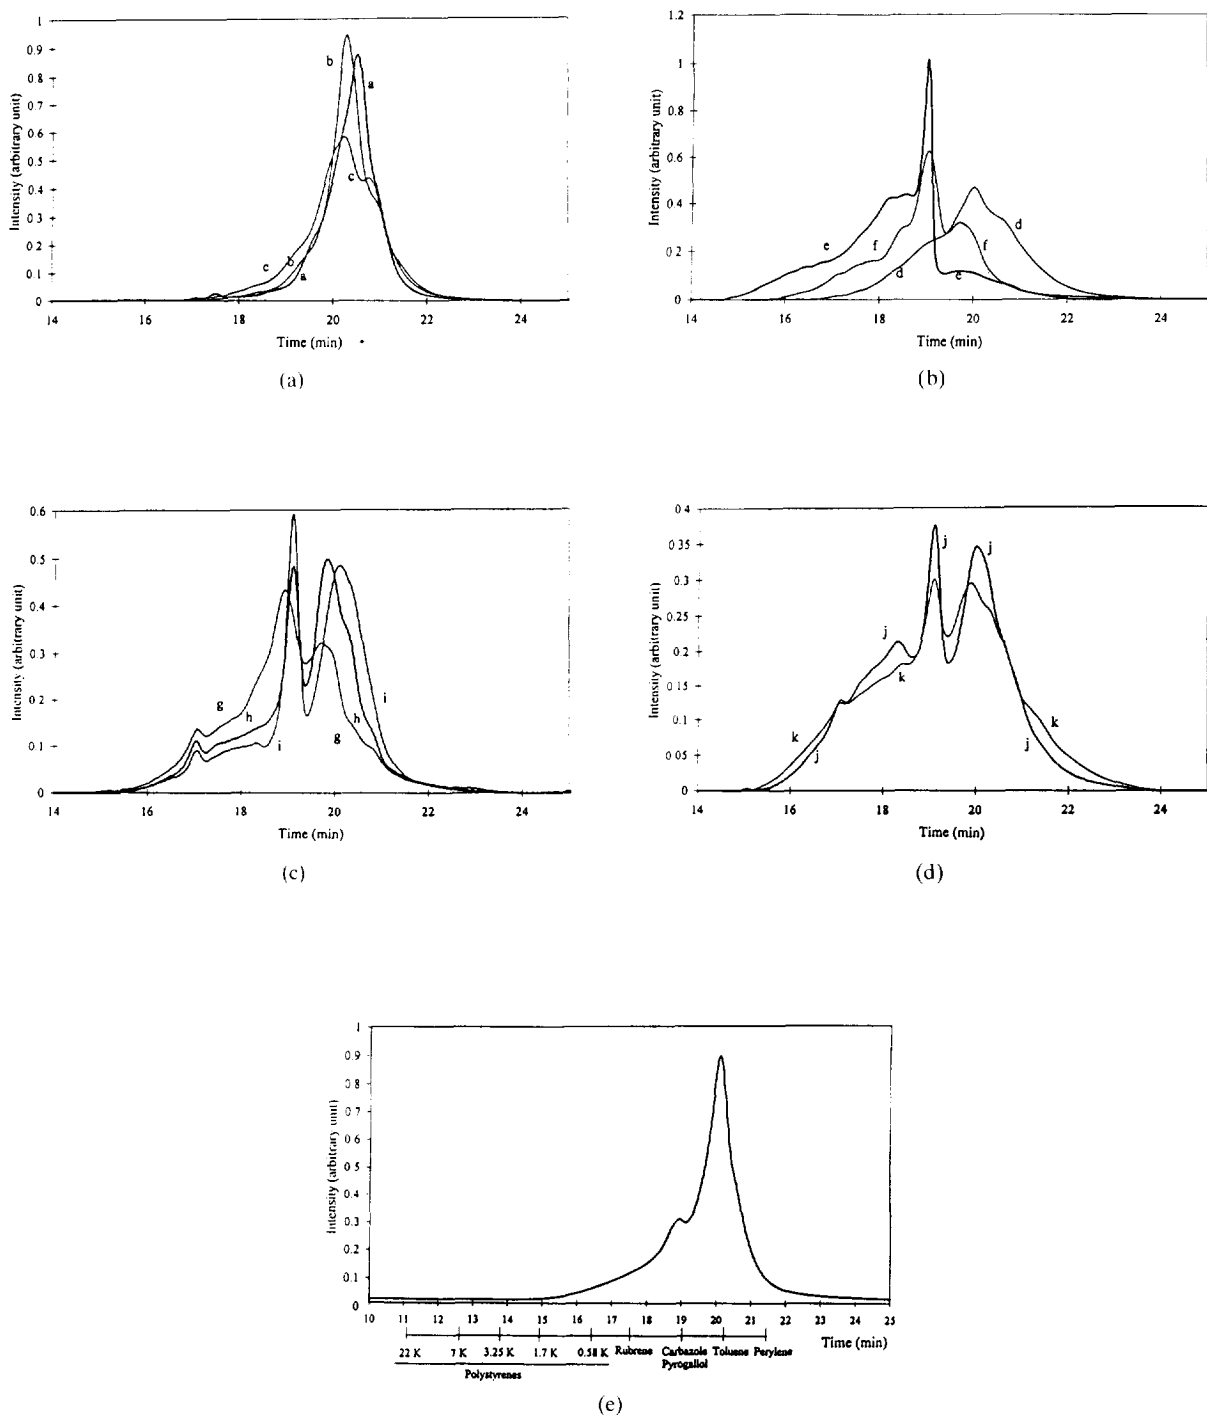 1
0.9
0.8
0.7
0.6
0.5
0.4
0.3
0.2
0.1
0
Intensity (arbitrary unit)
b
a
c
c
b
a
14 16 18 20 22 24
Time (min)
(a)
1.2
1
0.8
0.6
0.4
0.2
0
Intensity (arbitrary unit)
e
f
d
d
f
e
14 16 18 20 22 24
Time (min)
(b)
0.6
0.5
0.4
0.3
0.2
0.1
0
Intensity (arbitrary unit)
g
h
i
i
h
g
14 16 18 20 22 24
Time (min)
(c)
0.4
0.35
0.3
0.25
0.2
0.15
0.1
0.05
0
Intensity (arbitrary unit)
j
j
j
k
k
k
j
j
14 16 18 20 22 24
Time (min)
(d)
1
0.9
0.8
0.7
0.6
0.5
0.4
0.3
0.2
0.1
0
Intensity (arbitrary unit)
10 11 12 13 14 15 16 17 18 19 20 21 22 23 24 25
Time (min)
22 K 7 K 3.25 K 1.7 K 0.58 K Rubrene Carbazole Toluene Perylene
Pyrogallol
Polystyrenes
(e)